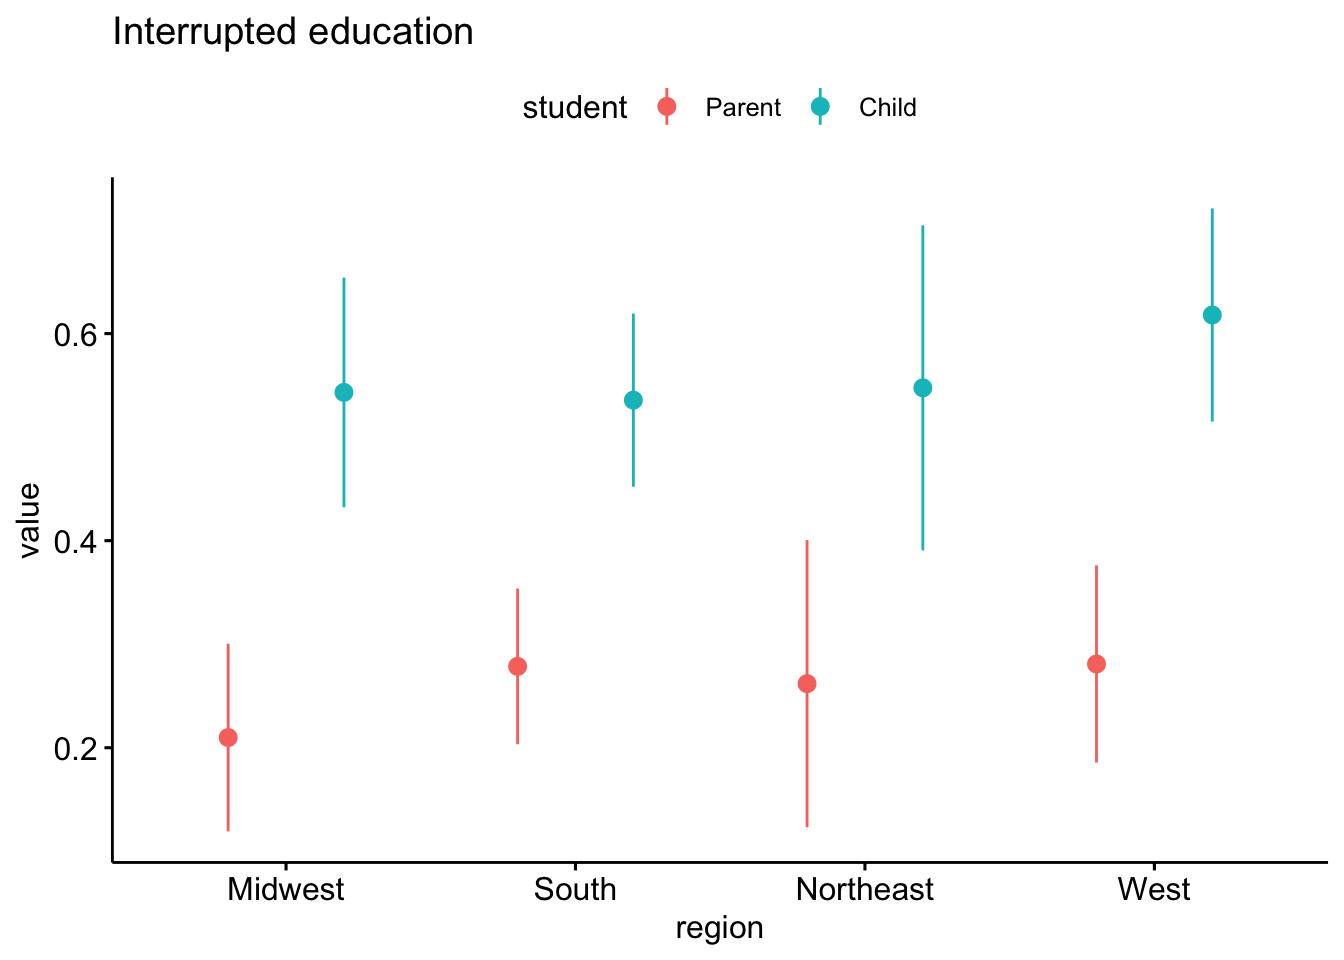 Interrupted education
student Parent Child
0.6
0.4
0.2
value
Midwest South Northeast West
region